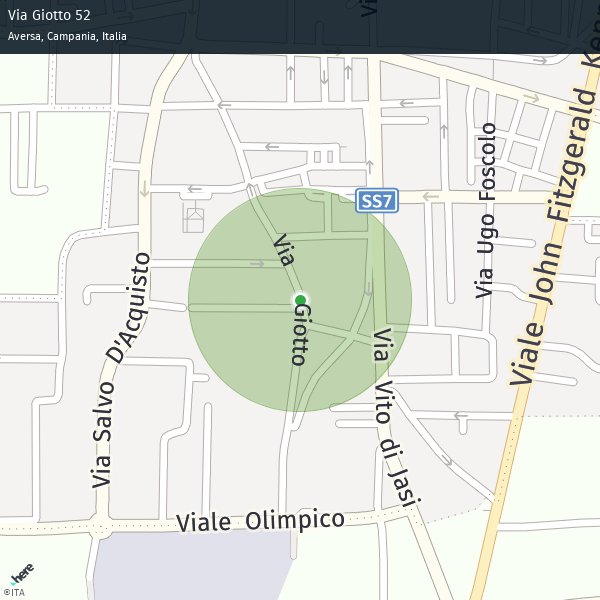 Via Giotto 52
Aversa, Campania, Italia
SS7
Via Ugo Foscolo
Viale John Fitzgerald
Via Giotto
Via Salvo D'Acquisto
Via Vito di Jasi
Viale Olimpico
here
©ITA